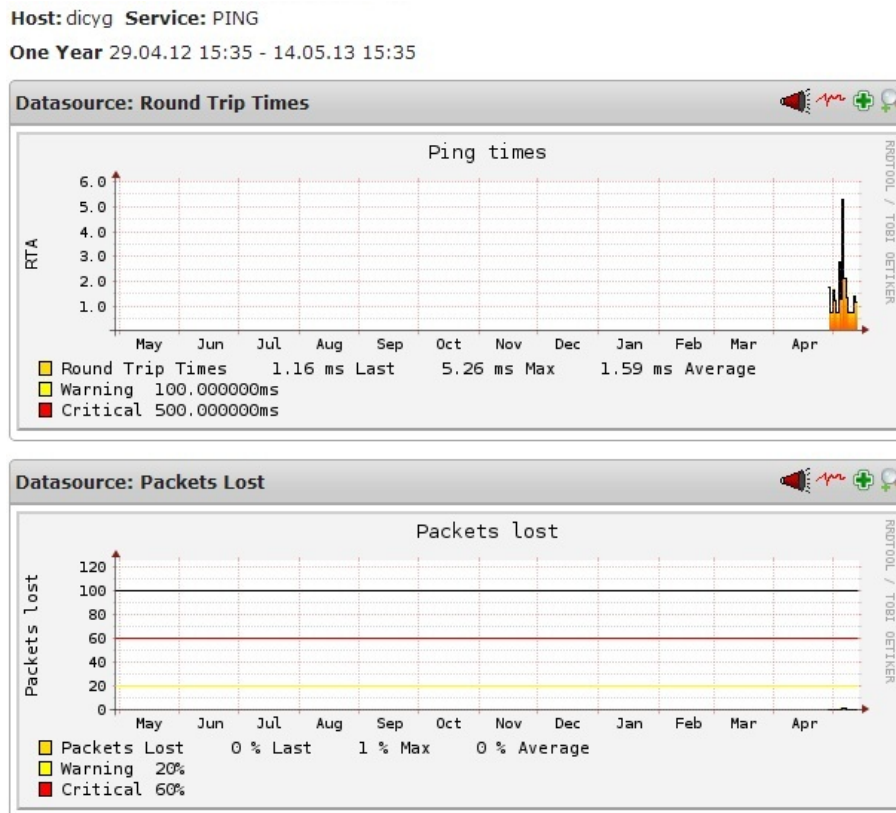 Host: dicyg Service: PING
One Year 29.04.12 15:35 - 14.05.13 15:35
Datasource: Round Trip Times
Ping times
RRDTOOL / TOBI OETIKER
RTA
6.0
5.0
4.0
3.0
2.0
1.0
May Jun Jul Aug Sep Oct Nov Dec Jan Feb Mar Apr
Round Trip Times 1.16 ms Last 5.26 ms Max 1.59 ms Average
Warning 100.000000ms
Critical 500.000000ms
Datasource: Packets Lost
Packets lost
RRDTOOL / TOBI OETIKER
Packets lost
120
100
80
60
40
20
0
May Jun Jul Aug Sep Oct Nov Dec Jan Feb Mar Apr
Packets Lost 0 % Last 1 % Max 0 % Average
Warning 20%
Critical 60%